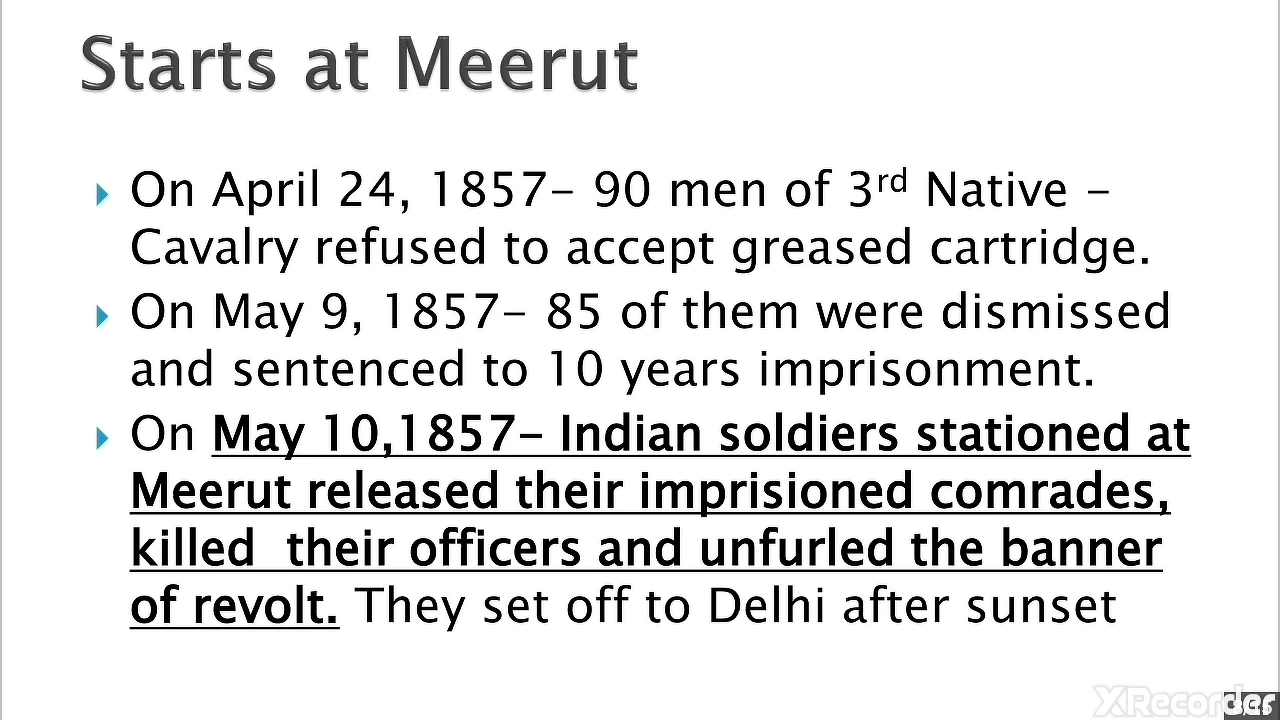 Starts at Meerut
On April 24, 1857– 90 men of 3rd Native –
Cavalry refused to accept greased cartridge.
On May 9, 1857– 85 of them were dismissed
and sentenced to 10 years imprisonment.
On May 10,1857– Indian soldiers stationed at
Meerut released their imprisioned comrades,
killed  their officers and unfurled the banner
of revolt. They set off to Delhi after sunset
XRecorder